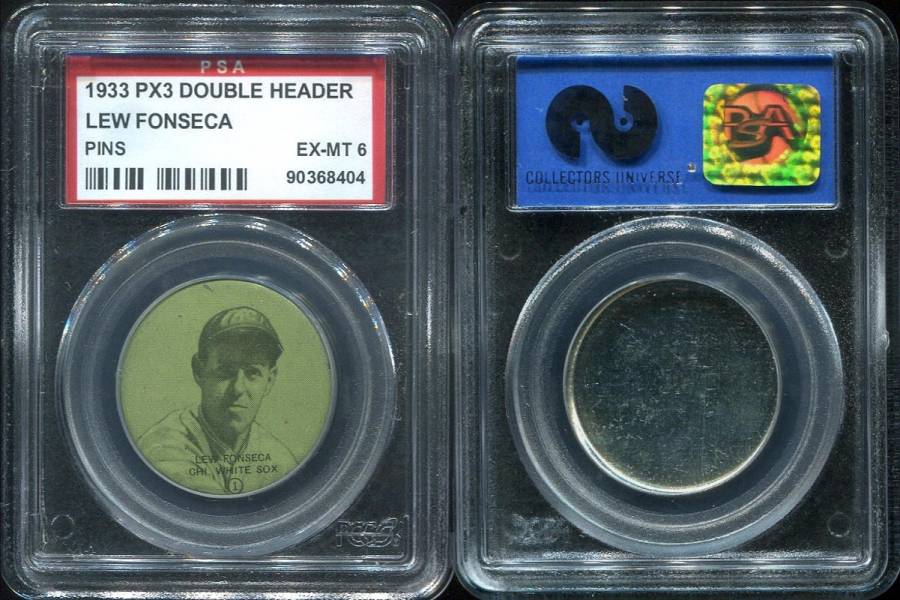 PSA
1933 PX3 DOUBLE HEADER
LEW FONSECA
PINS EX-MT 6
90368404
LEW FONSECA
CHI. WHITE SOX
1
COLLECTORS UNIVERSE
PSA